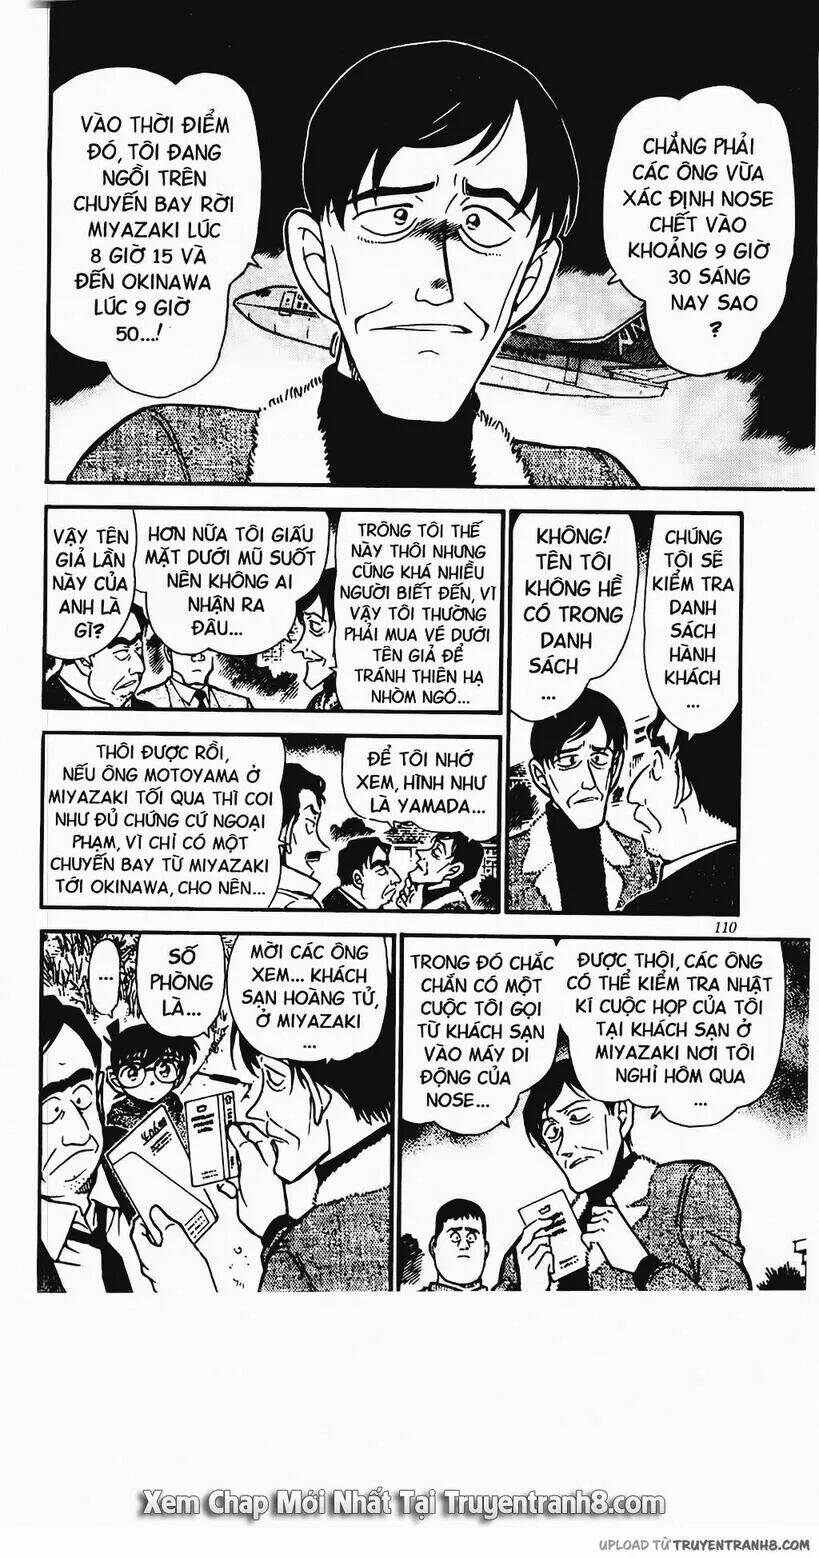 CHẲNG PHẢI
CÁC ÔNG VỪA
XÁC ĐỊNH NOSE
CHẾT VÀO
KHOẢNG 9 GIỜ
30 SÁNG
NAY SAO
?
VÀO THỜI ĐIỂM
ĐÓ, TÔI ĐANG
NGỒI TRÊN
CHUYẾN BAY RỜI
MIYAZAKI LÚC
8 GIỜ 15 VÀ
ĐẾN OKINAWA
LÚC 9 GIỜ
50...!
CHÚNG
TÔI SẼ
KIỂM TRA
DANH
SÁCH
HÀNH
KHÁCH
...
KHÔNG!
TÊN TÔI
KHÔNG HỀ
CÓ TRONG
DANH
SÁCH
...
TRÔNG TÔI THẾ
NÀY THÔI NHƯNG
CŨNG KHÁ NHIỀU
NGƯỜI BIẾT ĐẾN, VÌ
VẬY TÔI THƯỜNG
PHẢI MUA VÉ DƯỚI
TÊN GIẢ ĐỂ
TRÁNH THIÊN HẠ
NHÒM NGÓ...
HƠN NỮA TÔI GIẤU
MẶT DƯỚI MŨ SUỐT
NÊN KHÔNG AI
NHẬN RA
ĐÂU...
VẬY TÊN
GIẢ LẦN
NÀY CỦA
ANH LÀ
GÌ?
ĐỂ TÔI NHỚ
XEM, HÌNH NHƯ
LÀ YAMADA...
THÔI ĐƯỢC RỒI,
NẾU ÔNG MOTOYAMA Ở
MIYAZAKI TỐI QUA THÌ COI
NHƯ ĐỦ CHỨNG CỨ NGOẠI
PHẠM, VÌ CHỈ CÓ MỘT
CHUYẾN BAY TỪ MIYAZAKI
TỚI OKINAWA, CHO NÊN...
110
ĐƯỢC THÔI, CÁC ÔNG
CÓ THỂ KIỂM TRA NHẬT
KÍ CUỘC HỌP CỦA TÔI
TẠI KHÁCH SẠN Ở
MIYAZAKI NƠI TÔI
NGHỈ HÔM QUA
...
TRONG ĐÓ CHẮC
CHẮN CÓ MỘT
CUỘC TÔI GỌI
TỪ KHÁCH SẠN
VÀO MÁY DI
ĐỘNG CỦA
NOSE...
MỜI CÁC ÔNG
XEM... KHÁCH
SẠN HOÀNG TỬ,
Ở MIYAZAKI
...
SỐ
PHÒNG
LÀ...
...
Xem Chap Mới Nhất Tại Truyentranh8.com
UPLOAD TỪ TRUYENTRANH8.COM